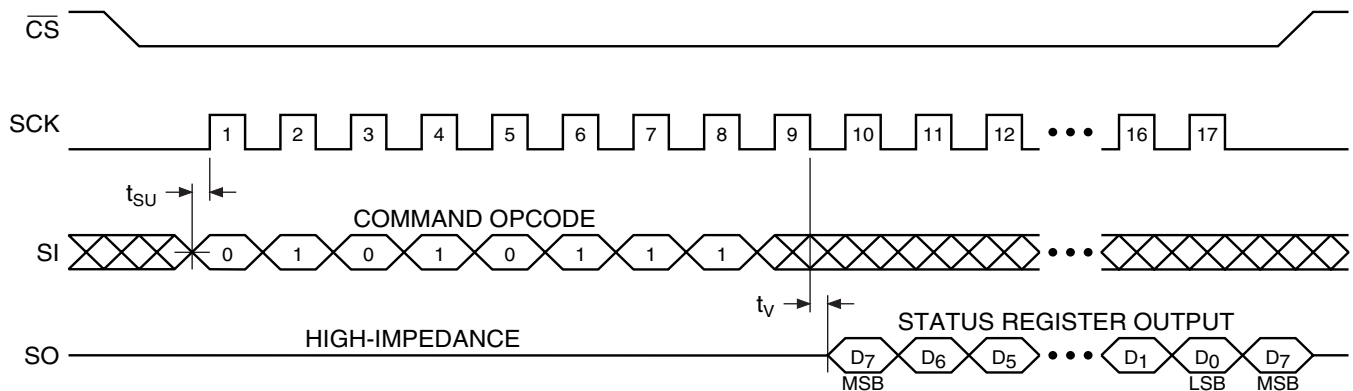 CS
SCK
1 2 3 4 5 6 7 8 9 10 11 12 ••• 16 17
tSU
COMMAND OPCODE
SI
0 1 0 1 0 1 1 1 •••
tV
STATUS REGISTER OUTPUT
HIGH-IMPEDANCE
SO
D7 D6 D5 ••• D1 D0 D7
MSB LSB MSB